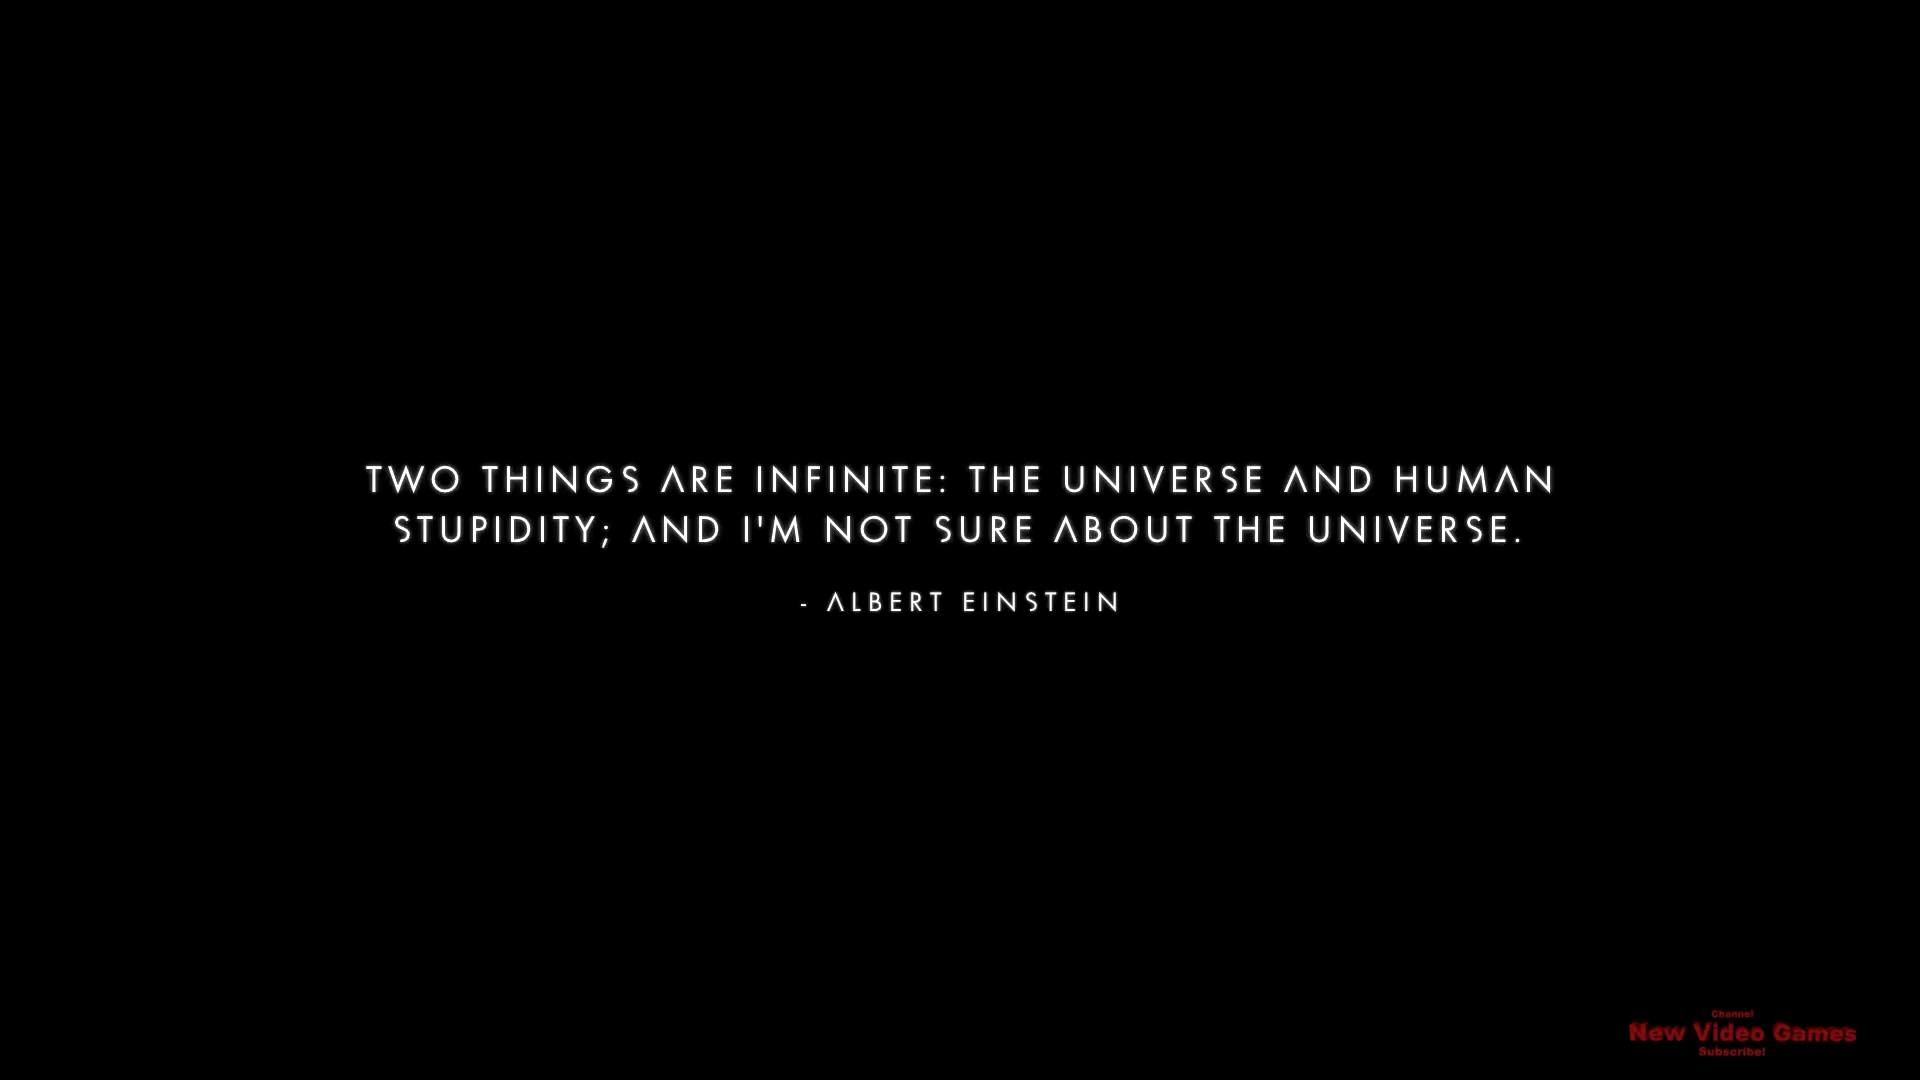 TWO THINGS ARE INFINITE: THE UNIVERSE AND HUMAN
STUPIDITY; AND I'M NOT SURE ABOUT THE UNIVERSE.
- ALBERT EINSTEIN
Channel
New Video Games
Subscribe!